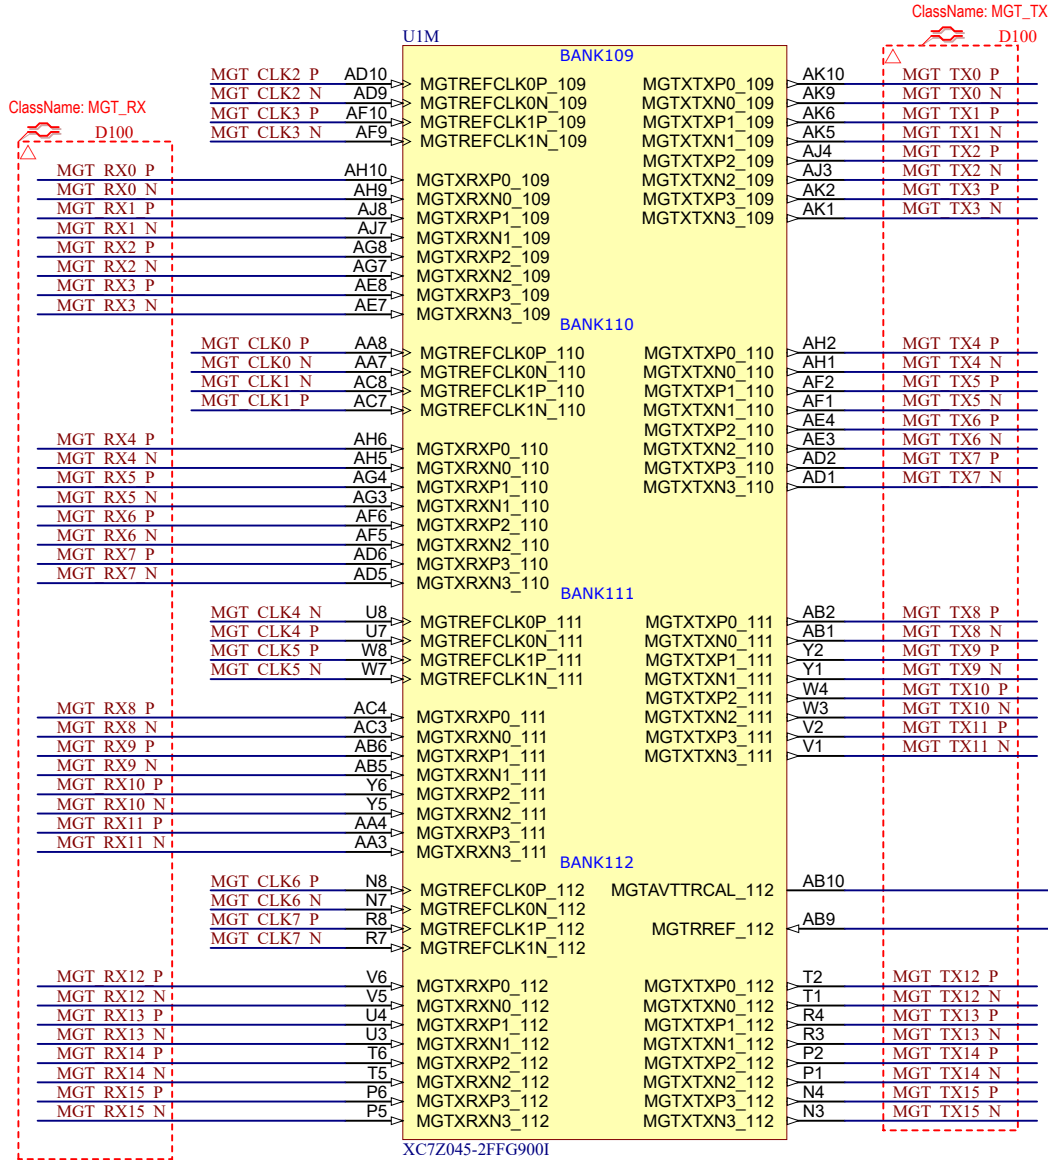 ClassName: MGT_TX
D100
U1M
ClassName: MGT_RX
D100
BANK109
MGT_CLK2_P AD10 MGTREFCLK0P_109 MGTXTXP0_109 AK10 MGT_TX0_P
MGT_CLK2_N AD9 MGTREFCLK0N_109 MGTXTXN0_109 AK9 MGT_TX0_N
MGT_CLK3_P AF10 MGTREFCLK1P_109 MGTXTXP1_109 AK6 MGT_TX1_P
MGT_CLK3_N AF9 MGTREFCLK1N_109 MGTXTXN1_109 AK5 MGT_TX1_N
MGTXTXP2_109 AJ4 MGT_TX2_P
MGT_RX0_P AH10 MGTXRXP0_109 MGTXTXN2_109 AJ3 MGT_TX2_N
MGT_RX0_N AH9 MGTXRXN0_109 MGTXTXP3_109 AK2 MGT_TX3_P
MGT_RX1_P AJ8 MGTXRXP1_109 MGTXTXN3_109 AK1 MGT_TX3_N
MGT_RX1_N AJ7 MGTXRXN1_109
MGT_RX2_P AG8 MGTXRXP2_109
MGT_RX2_N AG7 MGTXRXN2_109
MGT_RX3_P AE8 MGTXRXP3_109
MGT_RX3_N AE7 MGTXRXN3_109
BANK110
MGT_CLK0_P AA8 MGTREFCLK0P_110 MGTXTXP0_110 AH2 MGT_TX4_P
MGT_CLK0_N AA7 MGTREFCLK0N_110 MGTXTXN0_110 AH1 MGT_TX4_N
MGT_CLK1_N AC8 MGTREFCLK1P_110 MGTXTXP1_110 AF2 MGT_TX5_P
MGT_CLK1_P AC7 MGTREFCLK1N_110 MGTXTXN1_110 AF1 MGT_TX5_N
MGTXTXP2_110 AE4 MGT_TX6_P
MGT_RX4_P AH6 MGTXRXP0_110 MGTXTXN2_110 AE3 MGT_TX6_N
MGT_RX4_N AH5 MGTXRXN0_110 MGTXTXP3_110 AD2 MGT_TX7_P
MGT_RX5_P AG4 MGTXRXP1_110 MGTXTXN3_110 AD1 MGT_TX7_N
MGT_RX5_N AG3 MGTXRXN1_110
MGT_RX6_P AF6 MGTXRXP2_110
MGT_RX6_N AF5 MGTXRXN2_110
MGT_RX7_P AD6 MGTXRXP3_110
MGT_RX7_N AD5 MGTXRXN3_110
BANK111
MGT_CLK4_N U8 MGTREFCLK0P_111 MGTXTXP0_111 AB2 MGT_TX8_P
MGT_CLK4_P U7 MGTREFCLK0N_111 MGTXTXN0_111 AB1 MGT_TX8_N
MGT_CLK5_P W8 MGTREFCLK1P_111 MGTXTXP1_111 Y2 MGT_TX9_P
MGT_CLK5_N W7 MGTREFCLK1N_111 MGTXTXN1_111 Y1 MGT_TX9_N
MGTXTXP2_111 W4 MGT_TX10_P
MGT_RX8_P AC4 MGTXRXP0_111 MGTXTXN2_111 W3 MGT_TX10_N
MGT_RX8_N AC3 MGTXRXN0_111 MGTXTXP3_111 V2 MGT_TX11_P
MGT_RX9_P AB6 MGTXRXP1_111 MGTXTXN3_111 V1 MGT_TX11_N
MGT_RX9_N AB5 MGTXRXN1_111
MGT_RX10_P Y6 MGTXRXP2_111
MGT_RX10_N Y5 MGTXRXN2_111
MGT_RX11_P AA4 MGTXRXP3_111
MGT_RX11_N AA3 MGTXRXN3_111
BANK112
MGT_CLK6_P N8 MGTREFCLK0P_112 MGTAVTTRCAL_112 AB10
MGT_CLK6_N N7 MGTREFCLK0N_112
MGT_CLK7_P R8 MGTREFCLK1P_112 MGTRREF_112 AB9
MGT_CLK7_N R7 MGTREFCLK1N_112
MGT_RX12_P V6 MGTXRXP0_112 MGTXTXP0_112 T2 MGT_TX12_P
MGT_RX12_N V5 MGTXRXN0_112 MGTXTXN0_112 T1 MGT_TX12_N
MGT_RX13_P U4 MGTXRXP1_112 MGTXTXP1_112 R4 MGT_TX13_P
MGT_RX13_N U3 MGTXRXN1_112 MGTXTXN1_112 R3 MGT_TX13_N
MGT_RX14_P T6 MGTXRXP2_112 MGTXTXP2_112 P2 MGT_TX14_P
MGT_RX14_N T5 MGTXRXN2_112 MGTXTXN2_112 P1 MGT_TX14_N
MGT_RX15_P P6 MGTXRXP3_112 MGTXTXP3_112 N4 MGT_TX15_P
MGT_RX15_N P5 MGTXRXN3_112 MGTXTXN3_112 N3 MGT_TX15_N
XC7Z045-2FFG900I